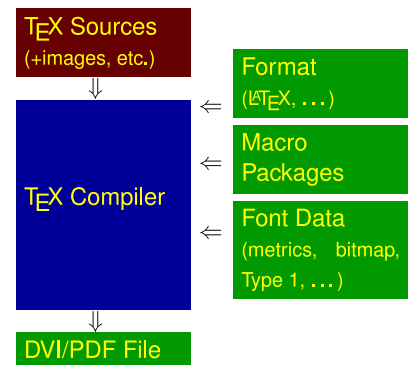 TEX Sources
(+images, etc.)
TEX Compiler
DVI/PDF File
Format
(LATEX, ...)
Macro
Packages
Font Data
(metrics, bitmap,
Type 1, ...)